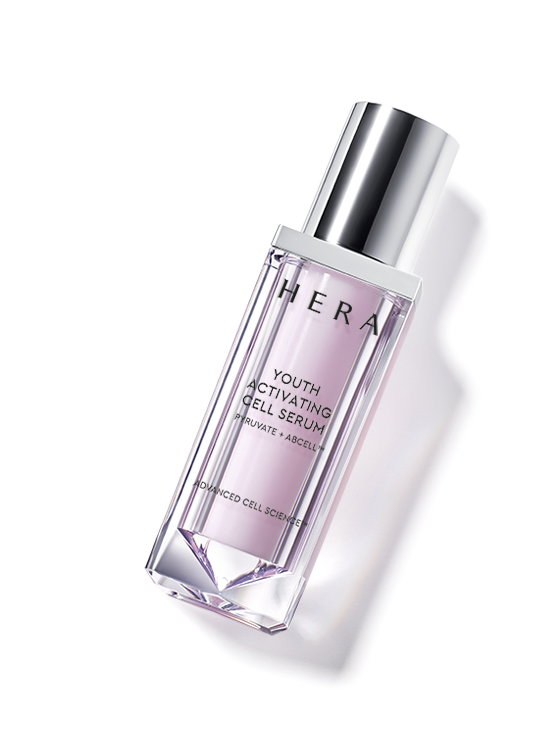 HERA
YOUTH
ACTIVATING
CELL SERUM
PYRUVATE + ABCELL™
ADVANCED CELL SCIENCE™